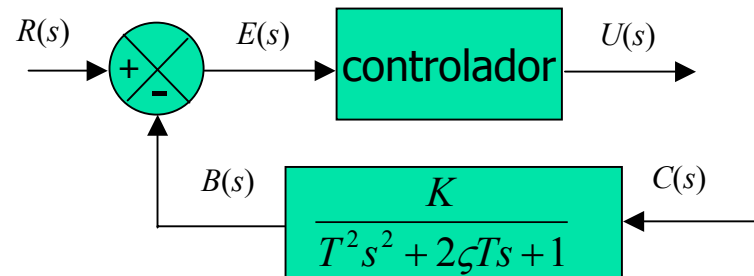 R(s) E(s) U(s)
+ controlador
-
B(s) C(s)
K
T²s² + 2ςTs + 1